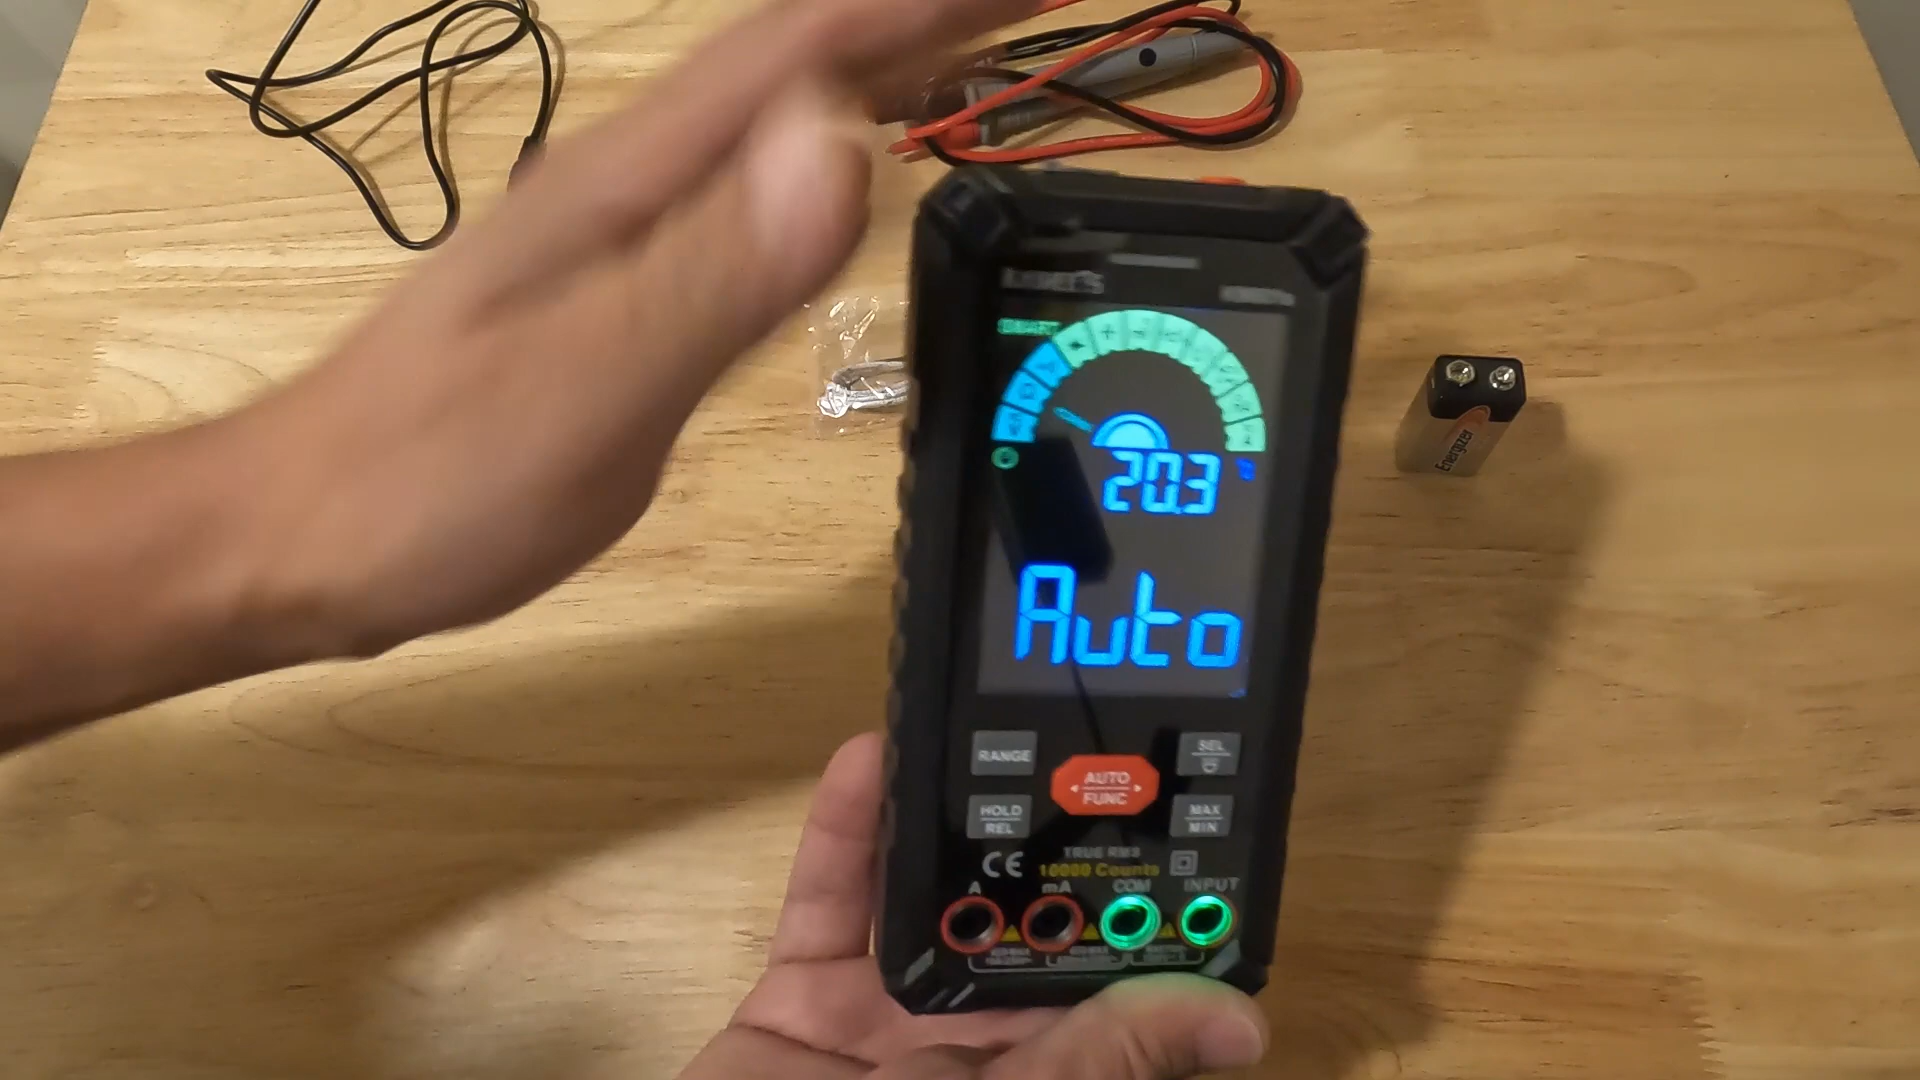 SMART
20.3 °C
Auto
RANGE
SEL
AUTO
FUNC
HOLD
REL
MAX
MIN
CE
TRUE RMS
10000 Counts
A
mA
COM
INPUT
Energizer